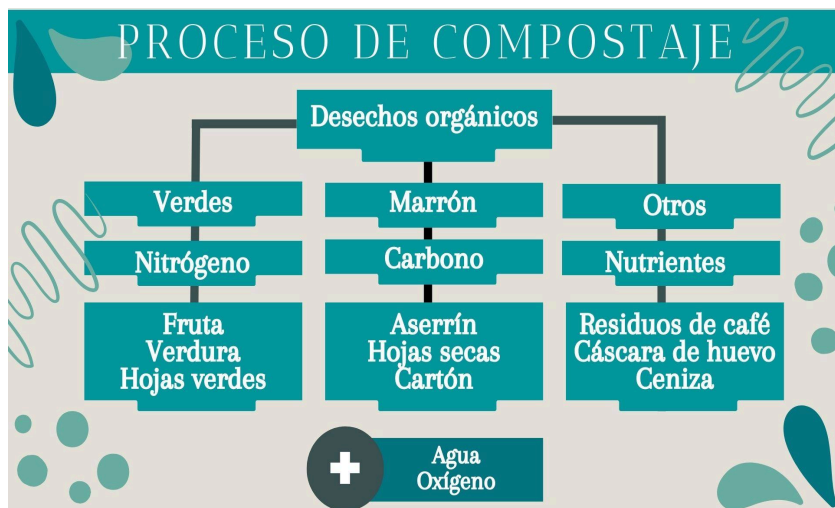 PROCESO DE COMPOSTAJE
Desechos orgánicos
Verdes
Nitrógeno
Fruta
Verdura
Hojas verdes
Marrón
Carbono
Aserrín
Hojas secas
Cartón
Otros
Nutrientes
Residuos de café
Cáscara de huevo
Ceniza
Agua
Oxígeno